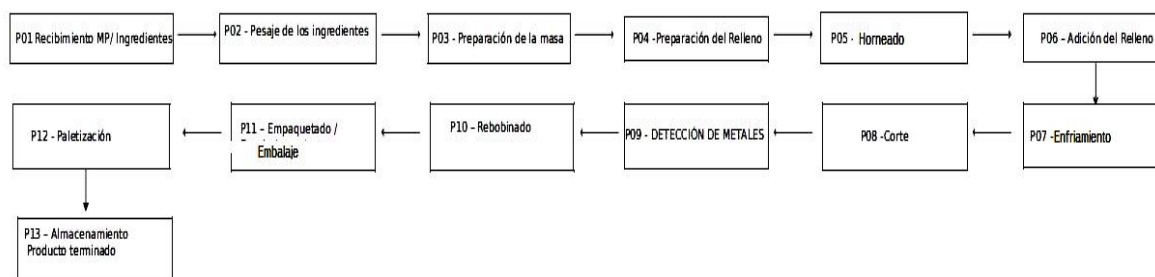 P01 Recibimiento MP/ Ingredientes
P02 - Pesaje de los ingredientes
P03 - Preparación de la masa
P04 -Preparación del Relleno
P05 - Horneado
P06 – Adición del Relleno
P12 - Paletización
P11 – Empaquetado /
Embalaje
P10 – Rebobinado
P09 - DETECCIÓN DE METALES
P08 -Corte
P07 -Enfriamiento
P13 – Almacenamiento
Producto terminado